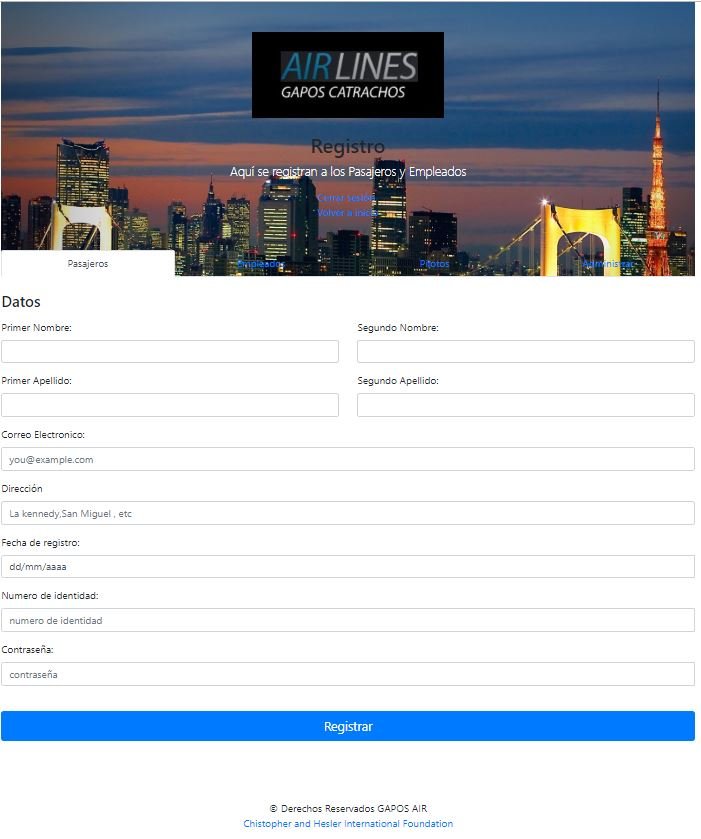 AIR LINES
GAPOS CATRACHOS
Registro
Aquí se registran a los Pasajeros y Empleados
Cerrar sesión
Volver a inicio
Pasajeros Empleados Pilotos Administrar
Datos
Primer Nombre: Segundo Nombre:
Primer Apellido: Segundo Apellido:
Correo Electronico:
you@example.com
Dirección
La kennedy,San Miguel , etc
Fecha de registro:
dd/mm/aaaa
Numero de identidad:
numero de identidad
Contraseña:
contraseña
Registrar
© Derechos Reservados GAPOS AIR
Chistopher and Hesler International Foundation